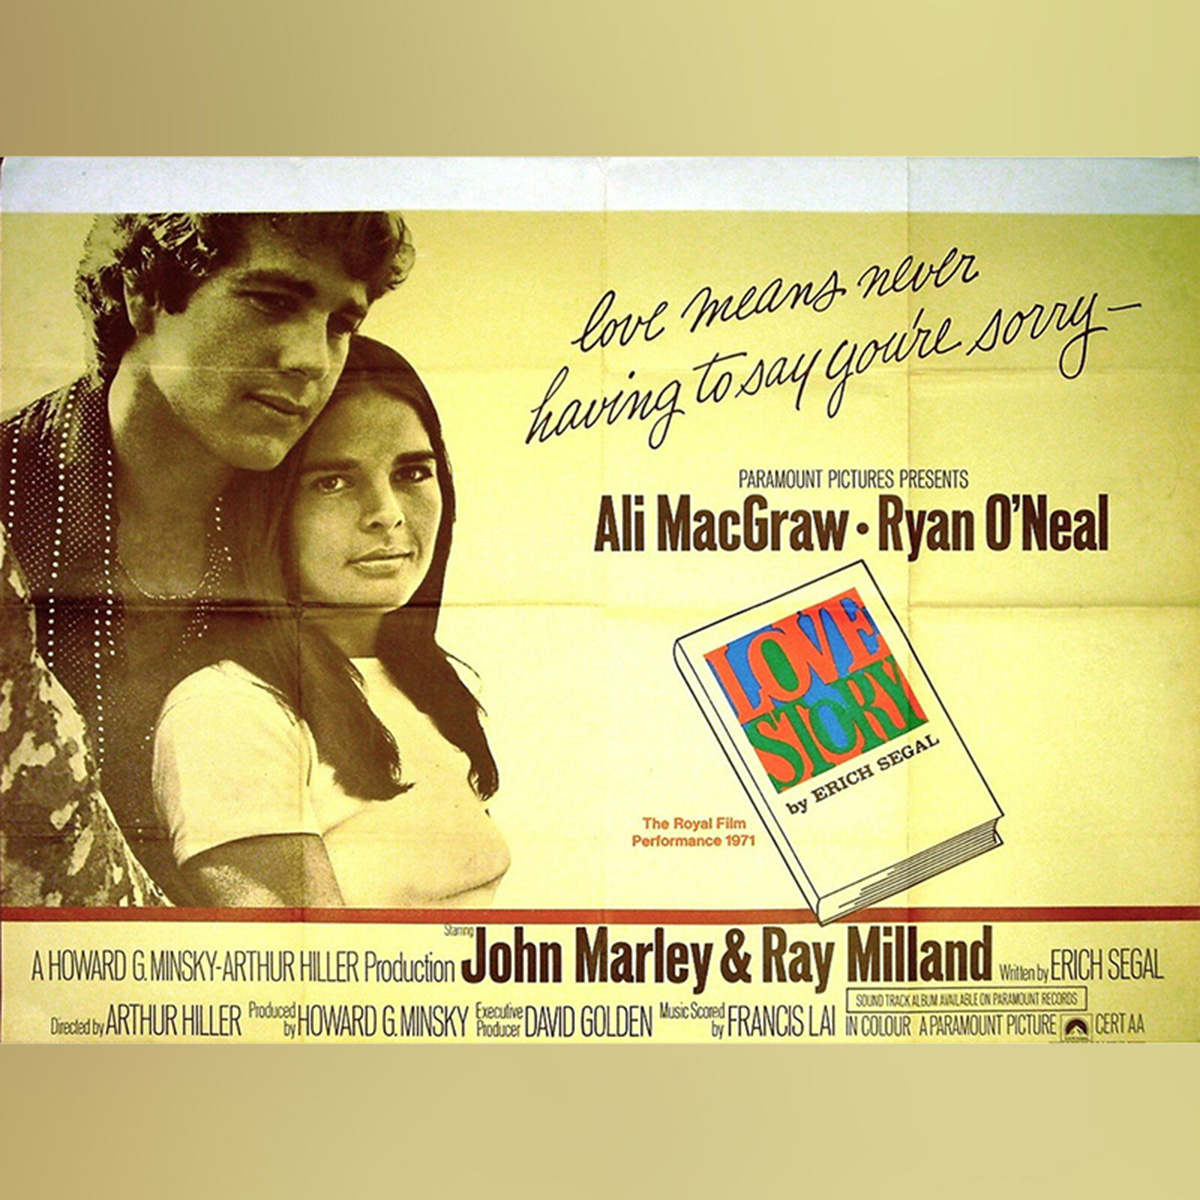 love means never
having to say you're sorry—
PARAMOUNT PICTURES PRESENTS
Ali MacGraw • Ryan O'Neal
LOVE
STORY
by ERICH SEGAL
The Royal Film
Performance 1971
A HOWARD G. MINSKY-ARTHUR HILLER Production Starring John Marley & Ray Milland Written by ERICH SEGAL
SOUND TRACK ALBUM AVAILABLE ON PARAMOUNT RECORDS
Directed by ARTHUR HILLER Produced by HOWARD G. MINSKY Executive Producer DAVID GOLDEN Music Scored by FRANCIS LAI IN COLOUR A PARAMOUNT PICTURE CERT AA